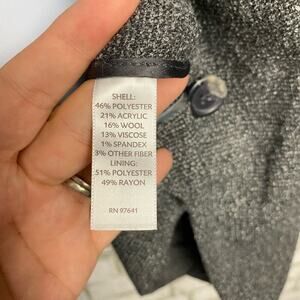 SHELL:
46% POLYESTER
21% ACRYLIC
16% WOOL
13% VISCOSE
1% SPANDEX
3% OTHER FIBER
LINING:
51% POLYESTER
49% RAYON
RN 97641